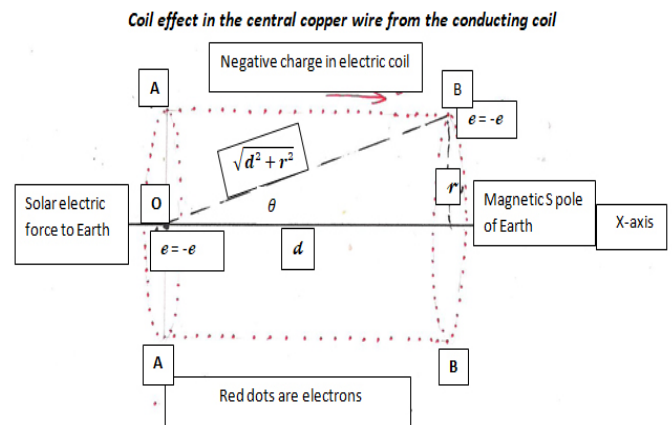 Coil effect in the central copper wire from the conducting coil
Negative charge in electric coil
A
B
e = -e
√d² + r²
Solar electric
force to Earth
O
θ
r
Magnetic S pole
of Earth
X-axis
e = -e
d
A
B
Red dots are electrons